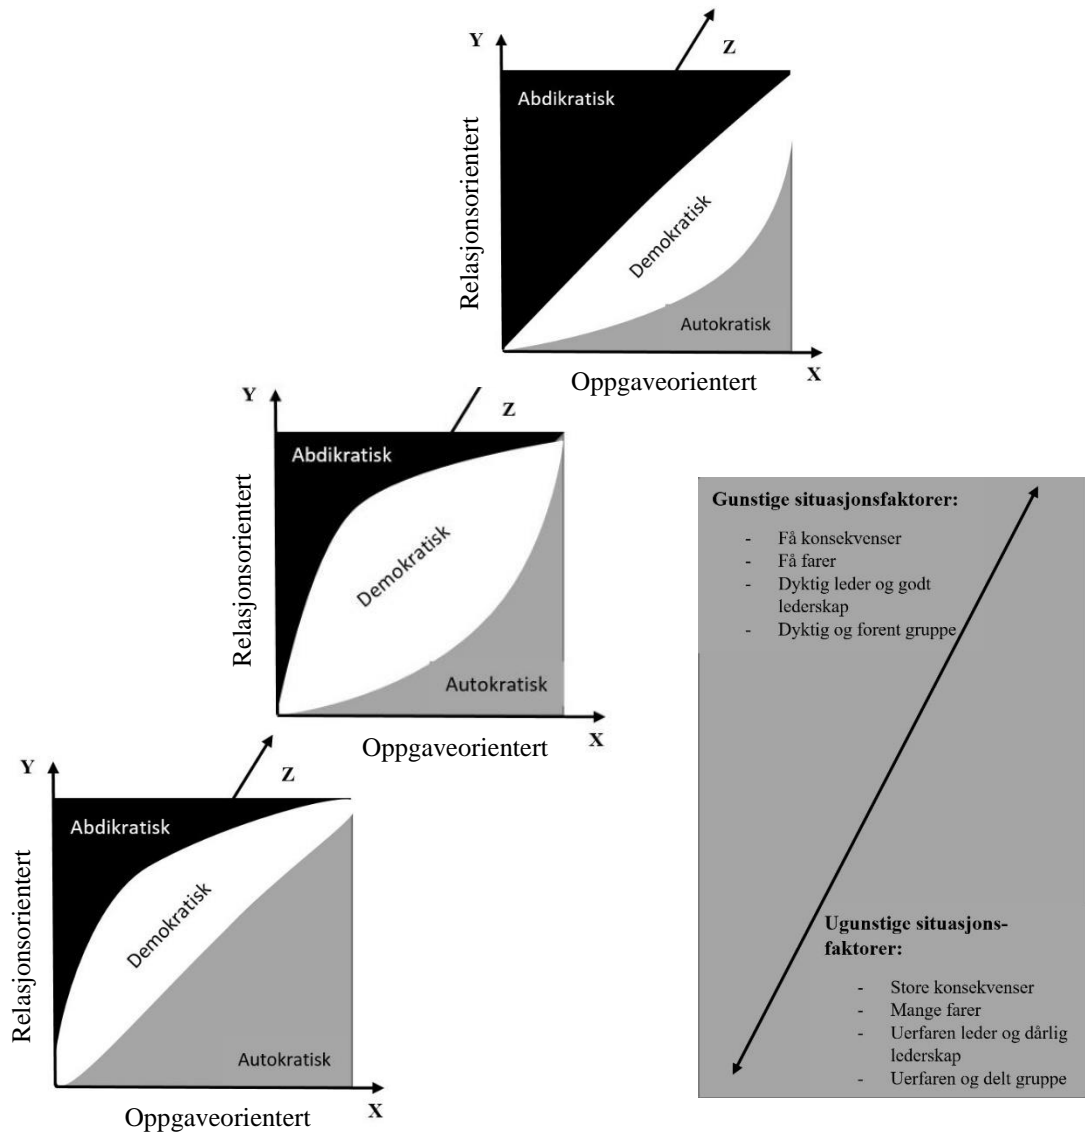 Y
Z
Abdikratisk
Relasjonsorientert
Demokratisk
Autokratisk
X
Oppgaveorientert
Y
Z
Abdikratisk
Relasjonsorientert
Demokratisk
Autokratisk
X
Oppgaveorientert
Y
Z
Abdikratisk
Relasjonsorientert
Demokratisk
Autokratisk
X
Oppgaveorientert
Gunstige situasjonsfaktorer:
- Få konsekvenser
- Få farer
- Dyktig leder og godt
lederskap
- Dyktig og forent gruppe
Ugunstige situasjons-
faktorer:
- Store konsekvenser
- Mange farer
- Uerfaren leder og dårlig
lederskap
- Uerfaren og delt gruppe